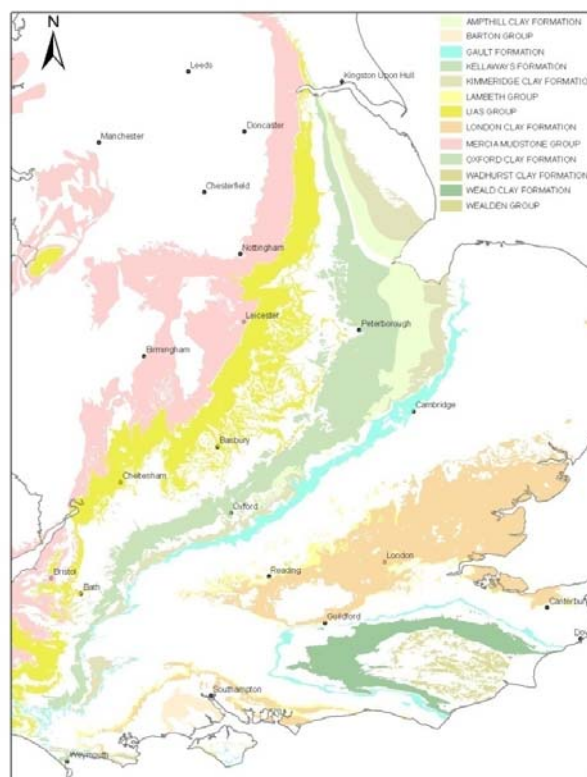 N
AMPTHILL CLAY FORMATION
BARTON GROUP
GAULT FORMATION
KELLAWAYS FORMATION
KIMMERIDGE CLAY FORMATION
LAMBETH GROUP
LIAS GROUP
LONDON CLAY FORMATION
MERCIA MUDSTONE GROUP
OXFORD CLAY FORMATION
WADHURST CLAY FORMATION
WEALD CLAY FORMATION
WEALDEN GROUP
Leeds
Kingston Upon Hull
Manchester
Doncaster
Chesterfield
Nottingham
Leicester
Peterborough
Birmingham
Cambridge
Banbury
Cheltenham
Oxford
London
Reading
Bristol
Bath
Canterbury
Guildford
Do
Southampton
Weymouth